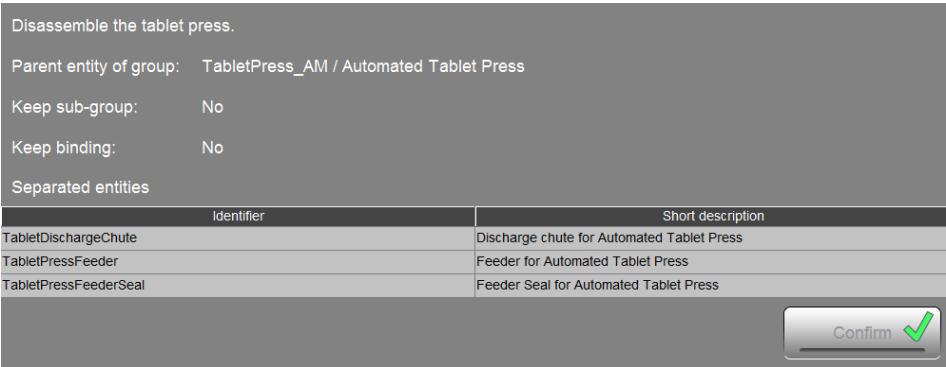 Disassemble the tablet press.
Parent entity of group: TabletPress_AM / Automated Tablet Press
Keep sub-group: No
Keep binding: No
Separated entities
Identifier Short description
TabletDischargeChute Discharge chute for Automated Tablet Press
TabletPressFeeder Feeder for Automated Tablet Press
TabletPressFeederSeal Feeder Seal for Automated Tablet Press
Confirm